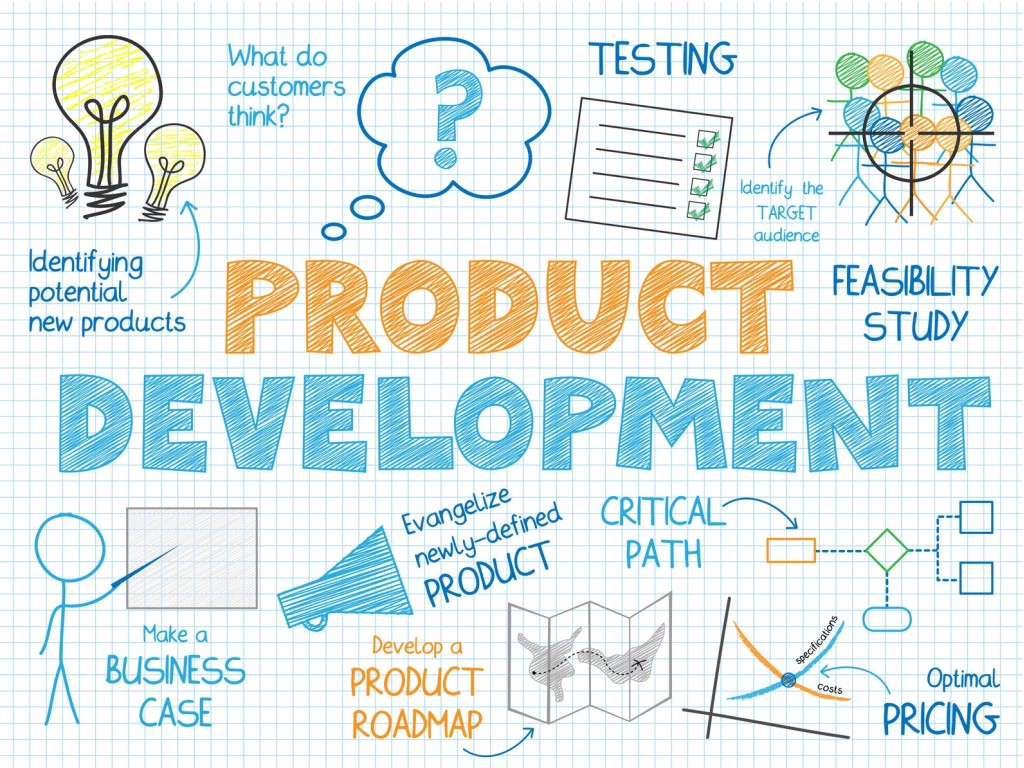 What do
customers
think?
?
TESTING
Identify the
TARGET
audience
Identifying
potential
new products
FEASIBILITY
STUDY
PRODUCT
DEVELOPMENT
Make a
BUSINESS
CASE
Evangelize
newly-defined
PRODUCT
CRITICAL
PATH
Develop a
PRODUCT
ROADMAP
specifications
costs
Optimal
PRICING